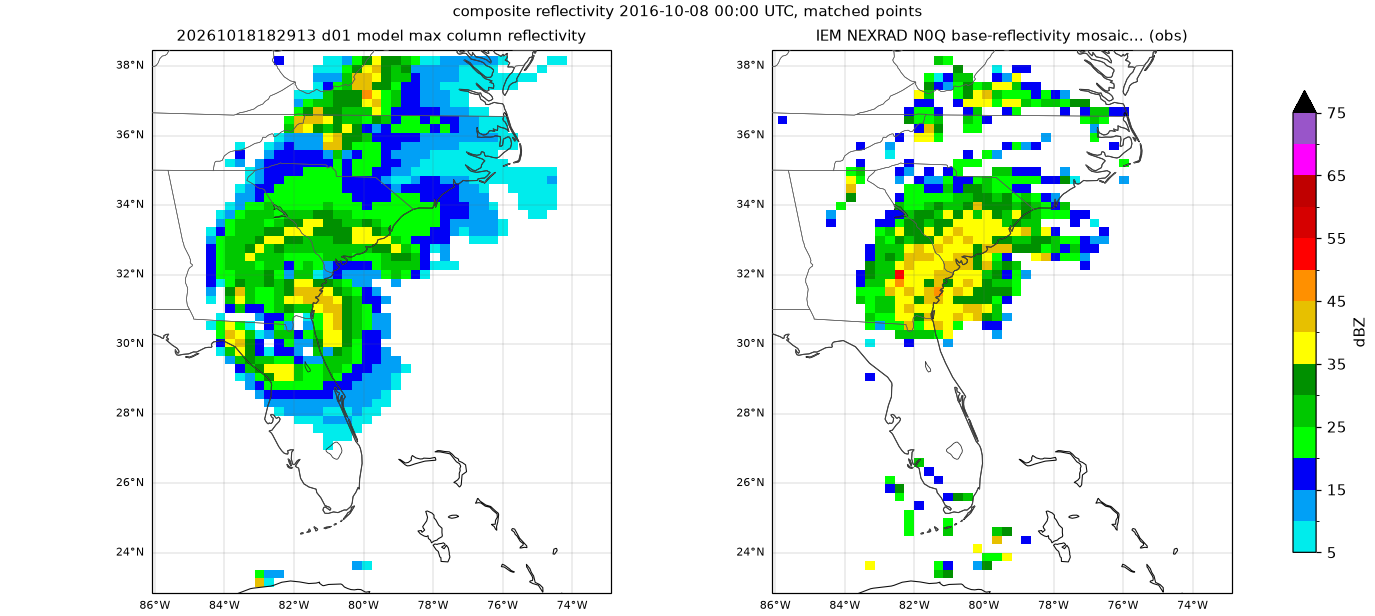 composite reflectivity 2016-10-08 00:00 UTC, matched points
20261018182913 d01 model max column reflectivity
IEM NEXRAD N0Q base-reflectivity mosaic... (obs)
38°N
36°N
34°N
32°N
30°N
28°N
26°N
24°N
86°W 84°W 82°W 80°W 78°W 76°W 74°W
38°N
36°N
34°N
32°N
30°N
28°N
26°N
24°N
86°W 84°W 82°W 80°W 78°W 76°W 74°W
75
65
55
45
35
25
15
5
dBZ